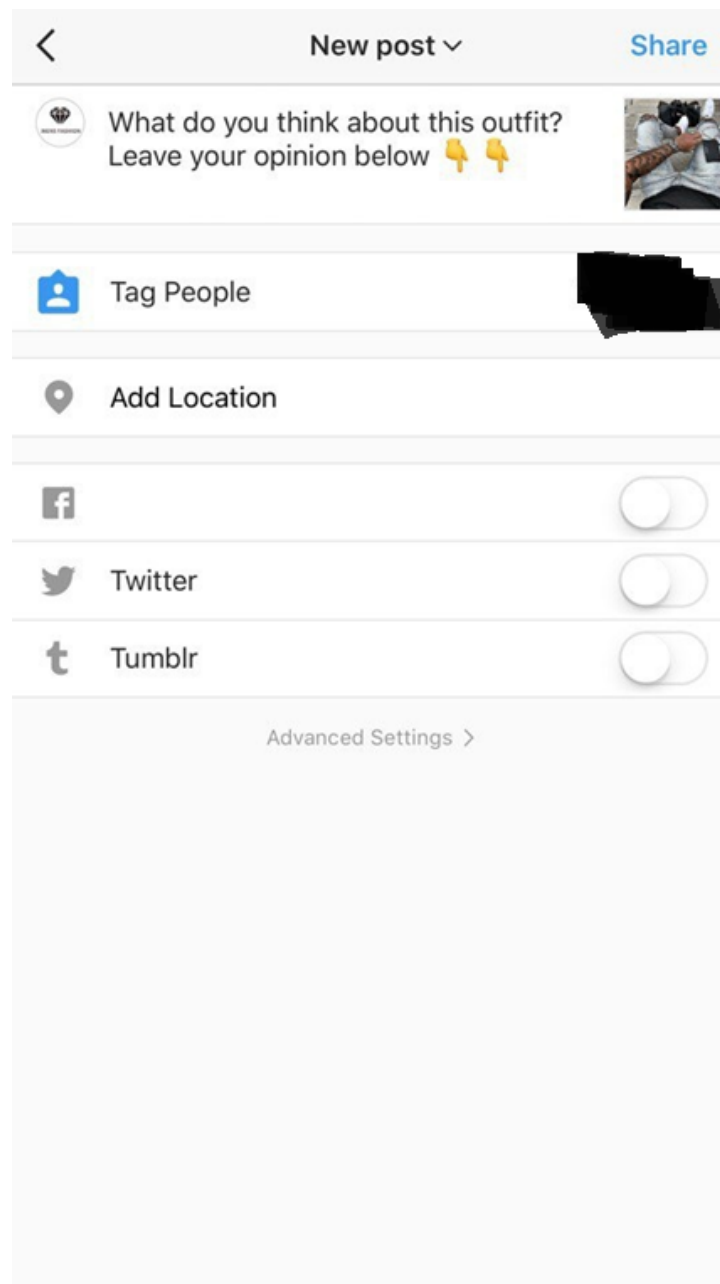 New post
Share
What do you think about this outfit?
Leave your opinion below 👇 👇
Tag People
Add Location
Twitter
Tumblr
Advanced Settings